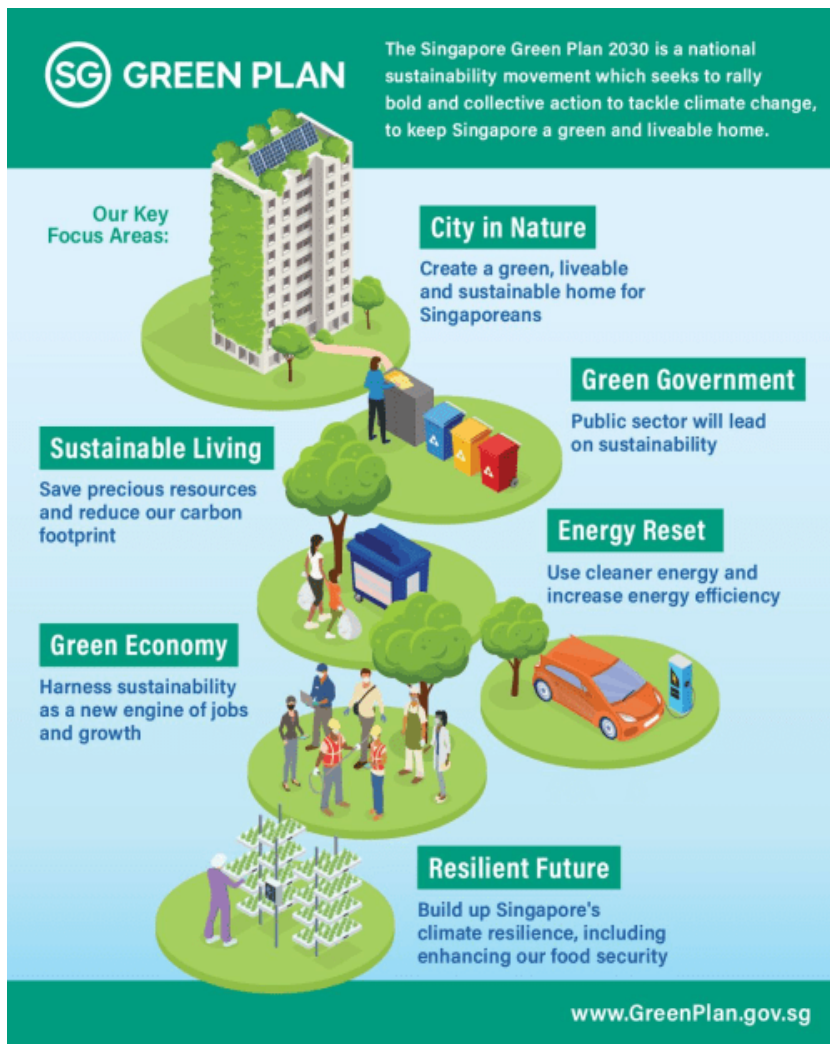 SG GREEN PLAN
The Singapore Green Plan 2030 is a national
sustainability movement which seeks to rally
bold and collective action to tackle climate change,
to keep Singapore a green and liveable home.
Our Key
Focus Areas:
City in Nature
Create a green, liveable
and sustainable home for
Singaporeans
Green Government
Public sector will lead
on sustainability
Sustainable Living
Save precious resources
and reduce our carbon
footprint
Energy Reset
Use cleaner energy and
increase energy efficiency
Green Economy
Harness sustainability
as a new engine of jobs
and growth
Resilient Future
Build up Singapore's
climate resilience, including
enhancing our food security
www.GreenPlan.gov.sg